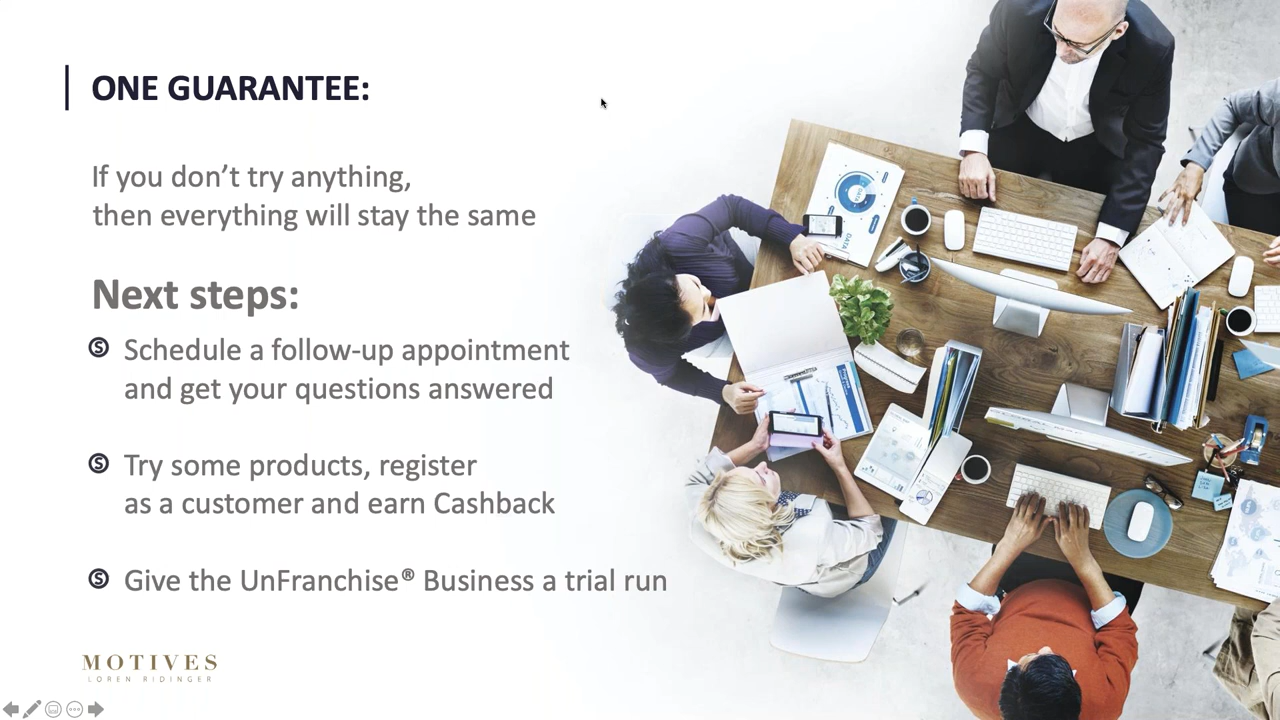 ONE GUARANTEE:
If you don’t try anything,
then everything will stay the same
Next steps:
Schedule a follow-up appointment
and get your questions answered
Try some products, register
as a customer and earn Cashback
Give the UnFranchise® Business a trial run
MOTIVES
LOREN RIDINGER
DATA
DATA